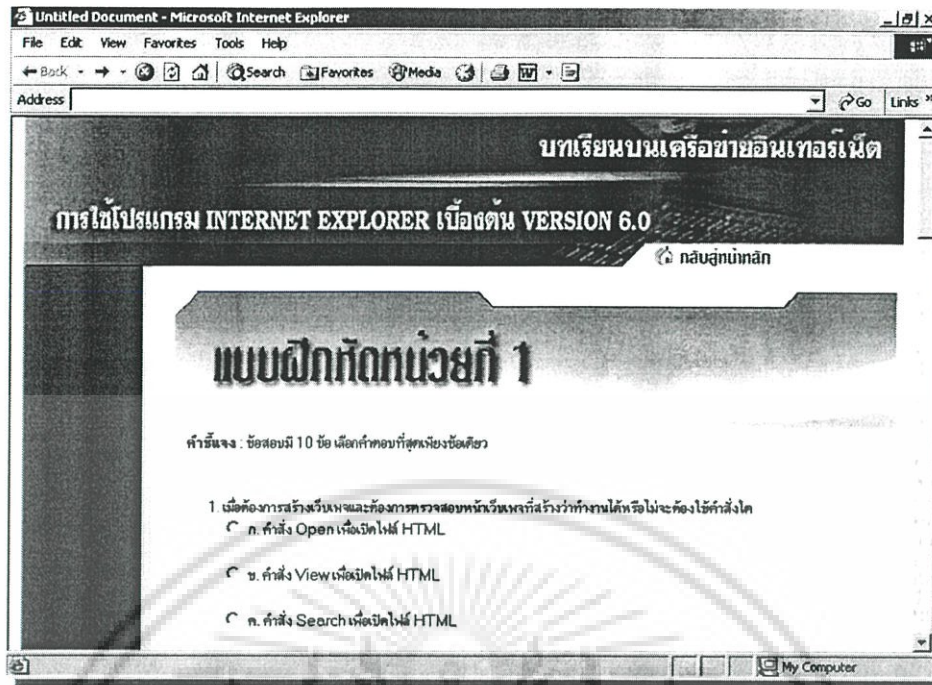 Untitled Document - Microsoft Internet Explorer
File Edit View Favorites Tools Help
Back Search Favorites Media
Address Go Links »
บทเรียนบนเครือข่ายอินเทอร์เน็ต
การใช้โปรแกรม INTERNET EXPLORER เบื้องต้น VERSION 6.0
กลับสู่หน้าหลัก
แบบฝึกหัดหน่วยที่ 1
คำชี้แจง : ข้อสอบมี 10 ข้อ เลือกคำตอบที่สุดเพียงข้อเดียว
1. เมื่อต้องการสร้างเว็บเพจและต้องการตรวจสอบหน้าเว็บเพจที่สร้างว่าทำงานได้หรือไม่จะต้องใช้คำสั่งใด
ก. คำสั่ง Open เพื่อเปิดไฟล์ HTML
ข. คำสั่ง View เพื่อเปิดไฟล์ HTML
ค. คำสั่ง Search เพื่อเปิดไฟล์ HTML
My Computer